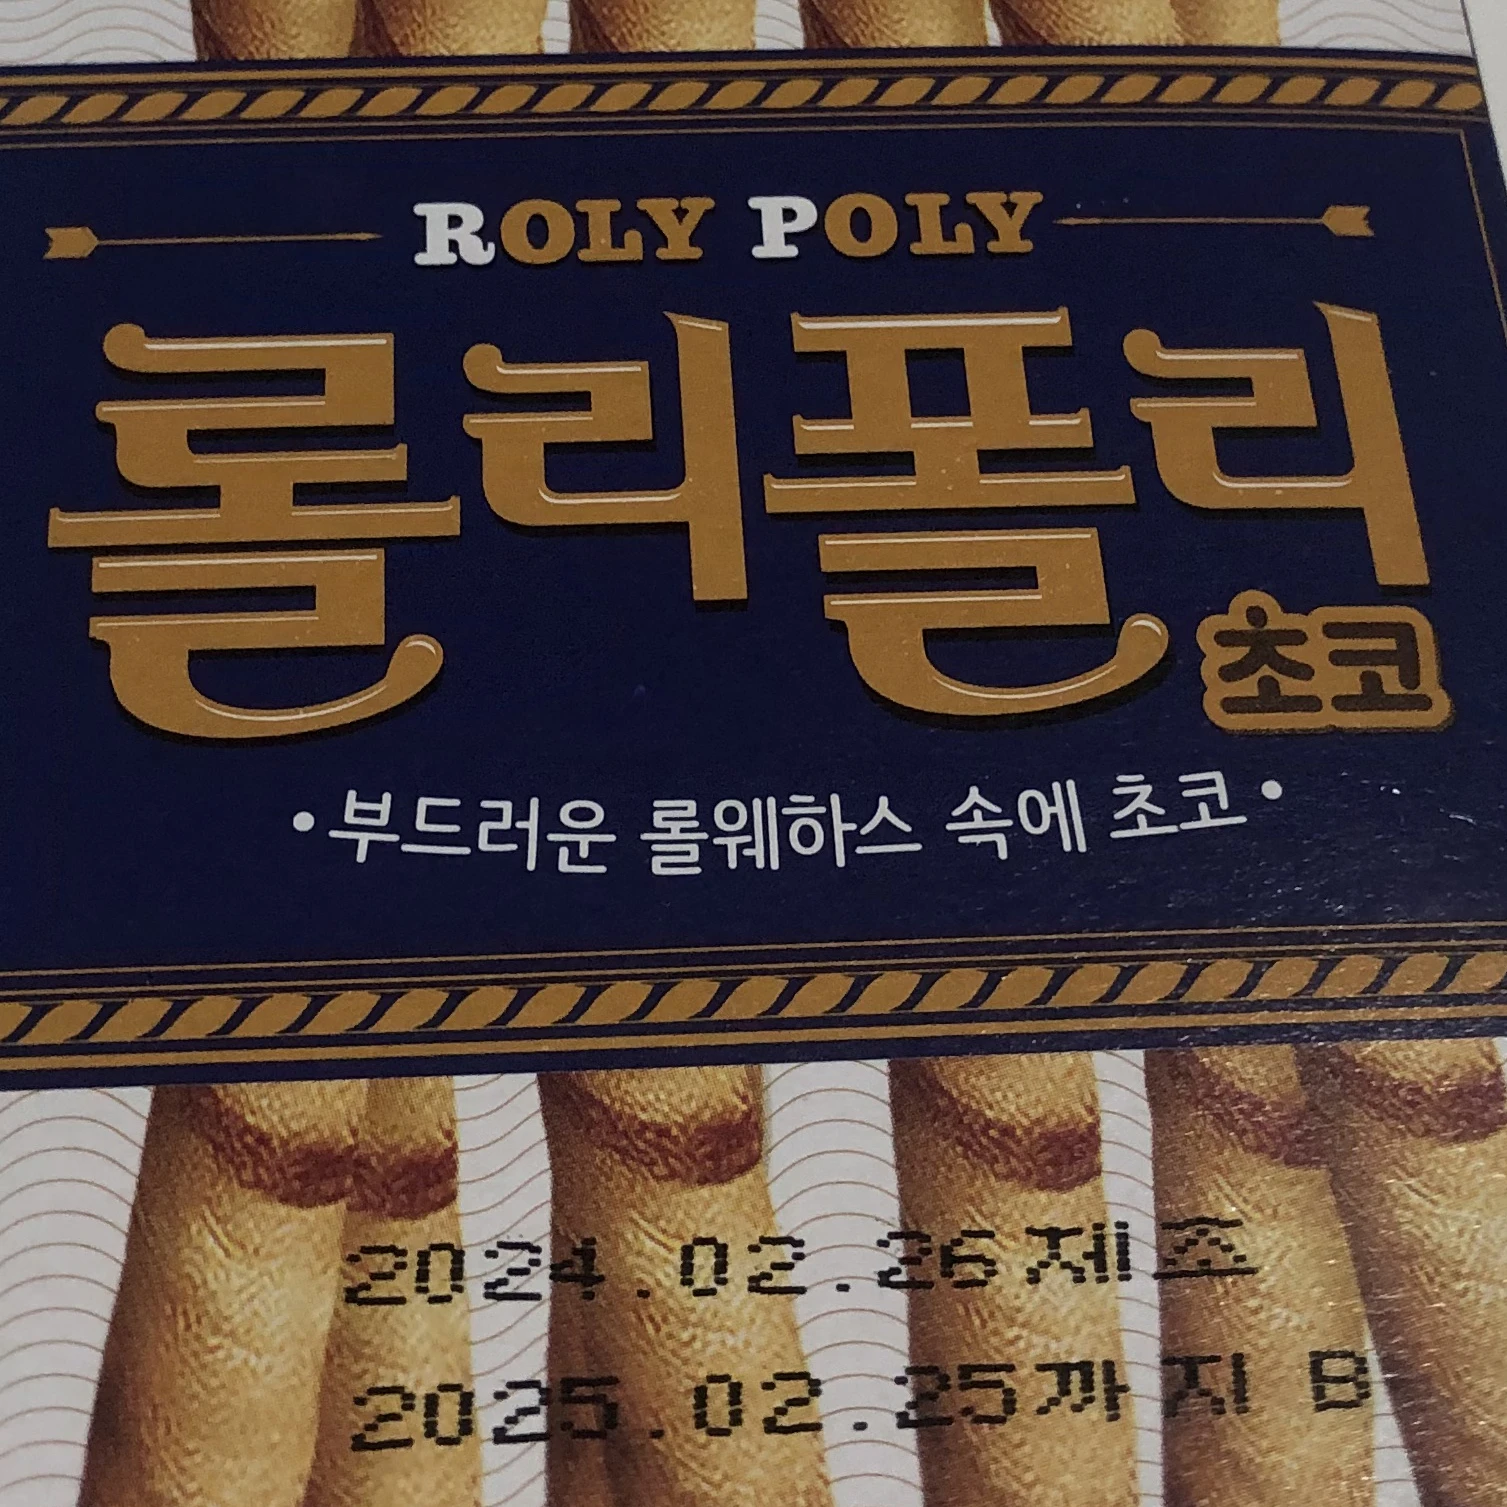 ROLY POLY
롤리폴리
초코
•부드러운 롤웨하스 속에 초코•
2024.02.26제조
2025.02.25까지 B